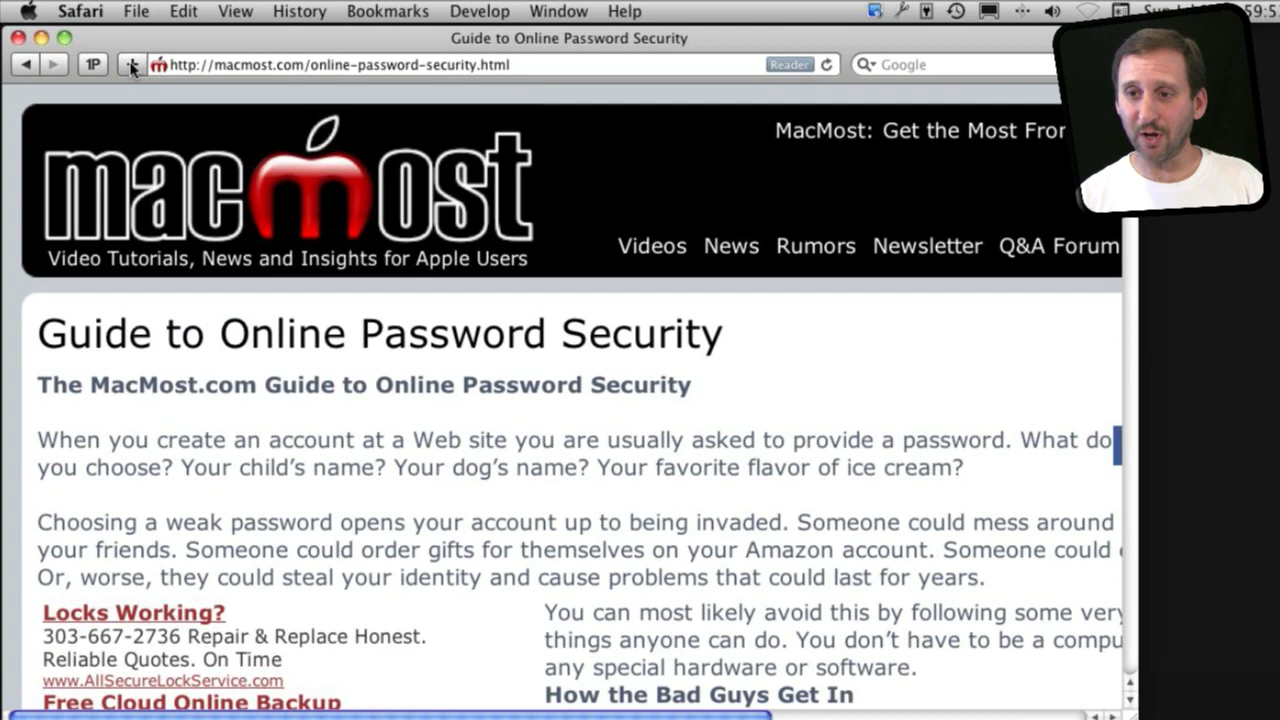 Safari File Edit View History Bookmarks Develop Window Help
Guide to Online Password Security
1P + http://macmost.com/online-password-security.html Reader Google
MacMost: Get the Most
macmost
Video Tutorials, News and Insights for Apple Users
Videos News Rumors Newsletter Q&A Forum
Guide to Online Password Security
The MacMost.com Guide to Online Password Security
When you create an account at a Web site you are usually asked to provide a password. What do
you choose? Your child's name? Your dog's name? Your favorite flavor of ice cream?
Choosing a weak password opens your account up to being invaded. Someone could mess around
your friends. Someone could order gifts for themselves on your Amazon account. Someone could
Or, worse, they could steal your identity and cause problems that could last for years.
Locks Working?
303-667-2736 Repair & Replace Honest.
Reliable Quotes. On Time
www.AllSecureLockService.com
Free Cloud Online Backup
You can most likely avoid this by following some
things anyone can do. You don't have to be a
any special hardware or software.
How the Bad Guys Get In